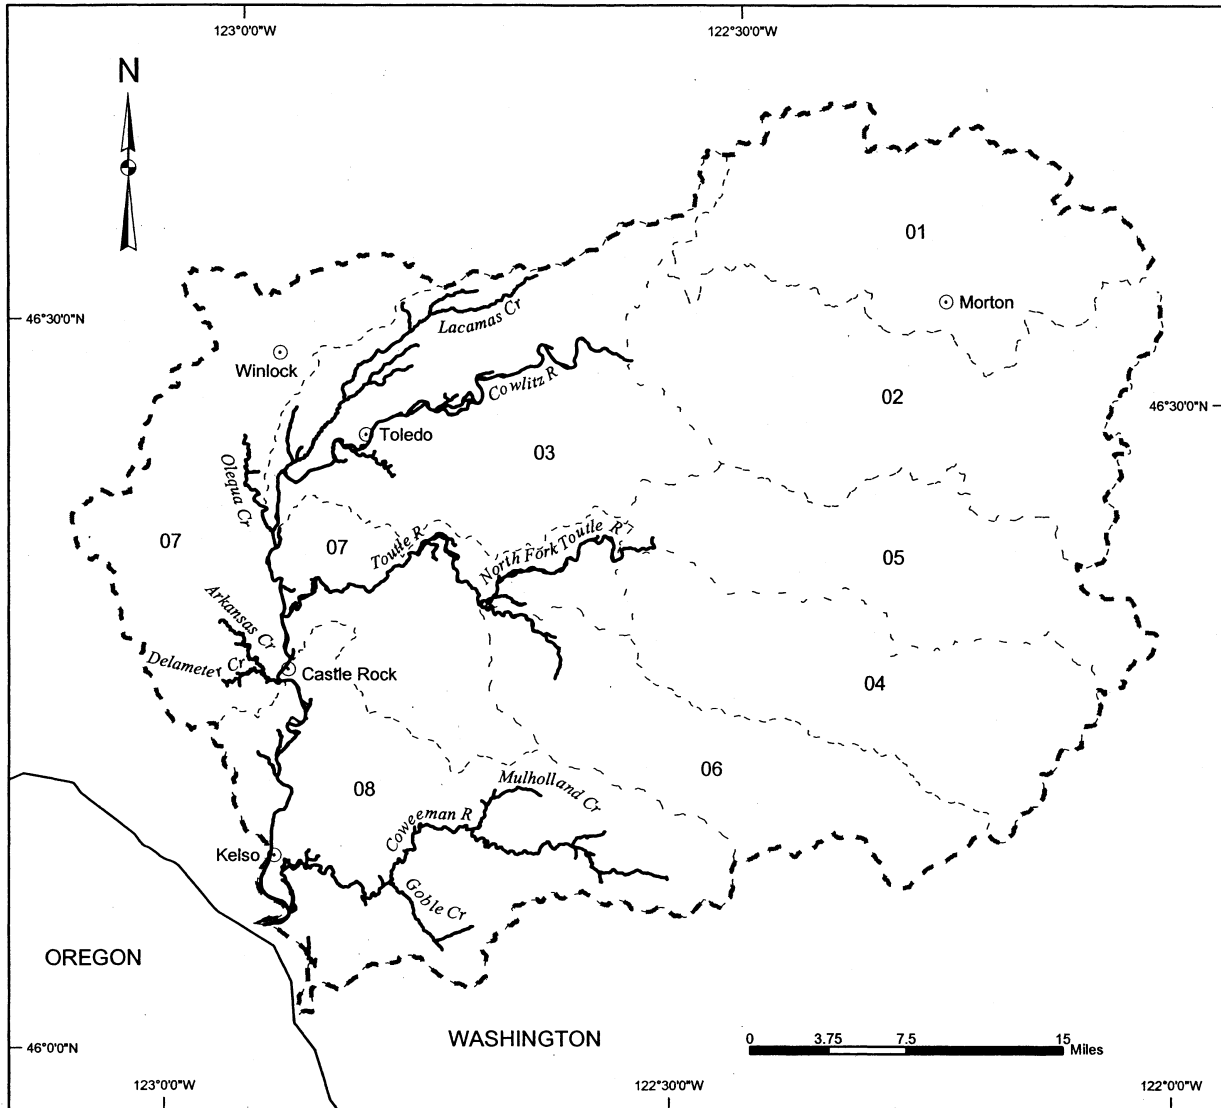 123°0'0"W
122°30'0"W
N
01
Morton
46°30'0"N
Lacamas Cr
Winlock
Cowlitz R
02
46°30'0"N
Toledo
03
Olequa Cr
07
07
Toutle R
North Fork Toutle R
05
Arkansas Cr
Delameter Cr
Castle Rock
04
06
08
Mulholland Cr
Coweeman R
Kelso
Goble Cr
OREGON
WASHINGTON
0 3.75 7.5 15
Miles
46°0'0"N
123°0'0"W
122°30'0"W
122°0'0"W